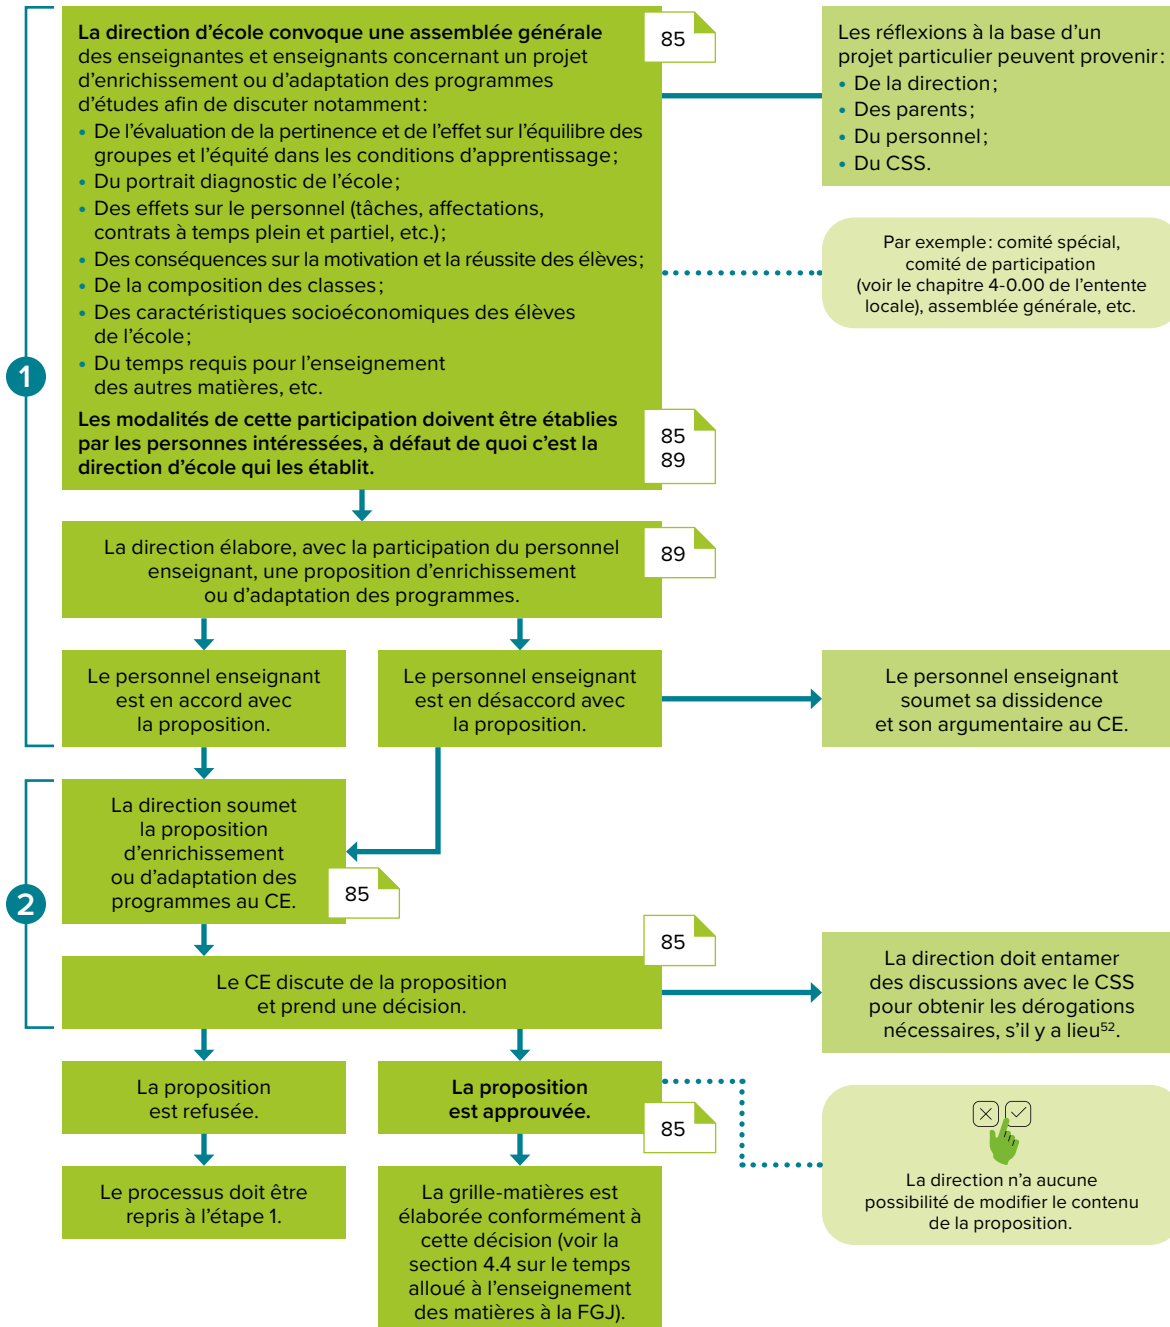 La direction d’école convoque une assemblée générale
des enseignantes et enseignants concernant un projet
d’enrichissement ou d’adaptation des programmes
d’études afin de discuter notamment :
• De l’évaluation de la pertinence et de l’effet sur l’équilibre des
groupes et l’équité dans les conditions d’apprentissage ;
• Du portrait diagnostic de l’école ;
• Des effets sur le personnel (tâches, affectations,
contrats à temps plein et partiel, etc.) ;
• Des conséquences sur la motivation et la réussite des élèves ;
• De la composition des classes ;
• Des caractéristiques socioéconomiques des élèves
de l’école ;
• Du temps requis pour l’enseignement
des autres matières, etc.
Les modalités de cette participation doivent être établies
par les personnes intéressées, à défaut de quoi c’est la
direction d’école qui les établit.
85
85
89
Les réflexions à la base d’un
projet particulier peuvent provenir :
• De la direction ;
• Des parents ;
• Du personnel ;
• Du CSS.
Par exemple : comité spécial,
comité de participation
(voir le chapitre 4-0.00 de l’entente
locale), assemblée générale, etc.
1
La direction élabore, avec la participation du personnel
enseignant, une proposition d’enrichissement
ou d’adaptation des programmes.
89
Le personnel enseignant
est en accord avec
la proposition.
Le personnel enseignant
est en désaccord avec
la proposition.
Le personnel enseignant
soumet sa dissidence
et son argumentaire au CE.
2
La direction soumet
la proposition
d’enrichissement
ou d’adaptation des
programmes au CE.
85
Le CE discute de la proposition
et prend une décision.
85
La direction doit entamer
des discussions avec le CSS
pour obtenir les dérogations
nécessaires, s’il y a lieu⁵².
La proposition
est refusée.
La proposition
est approuvée.
85
La direction n’a aucune
possibilité de modifier le contenu
de la proposition.
Le processus doit être
repris à l’étape 1.
La grille-matières est
élaborée conformément à
cette décision (voir la
section 4.4 sur le temps
alloué à l’enseignement
des matières à la FGJ).